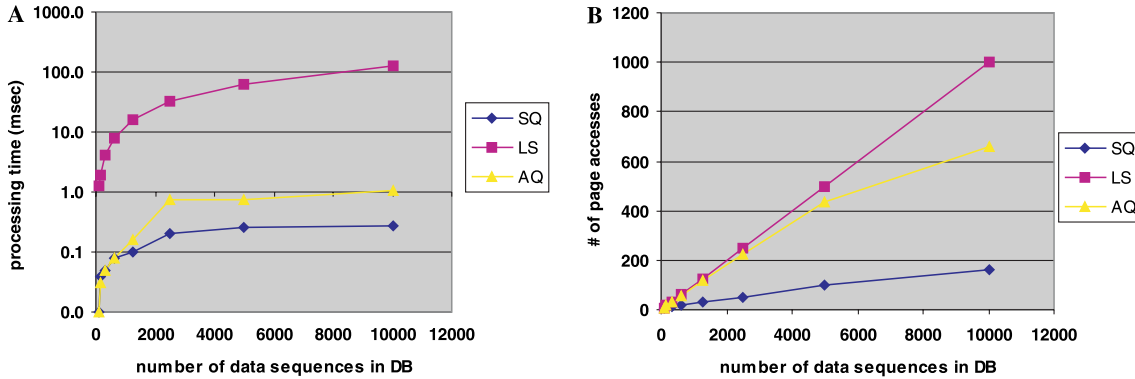 A
1000.0
100.0
10.0
1.0
0.1
0.0
processing time (msec)
0 2000 4000 6000 8000 10000 12000
number of data sequences in DB
SQ
LS
AQ
B
1200
1000
800
600
400
200
0
# of page accesses
0 2000 4000 6000 8000 10000 12000
number of data sequences in DB
SQ
LS
AQ